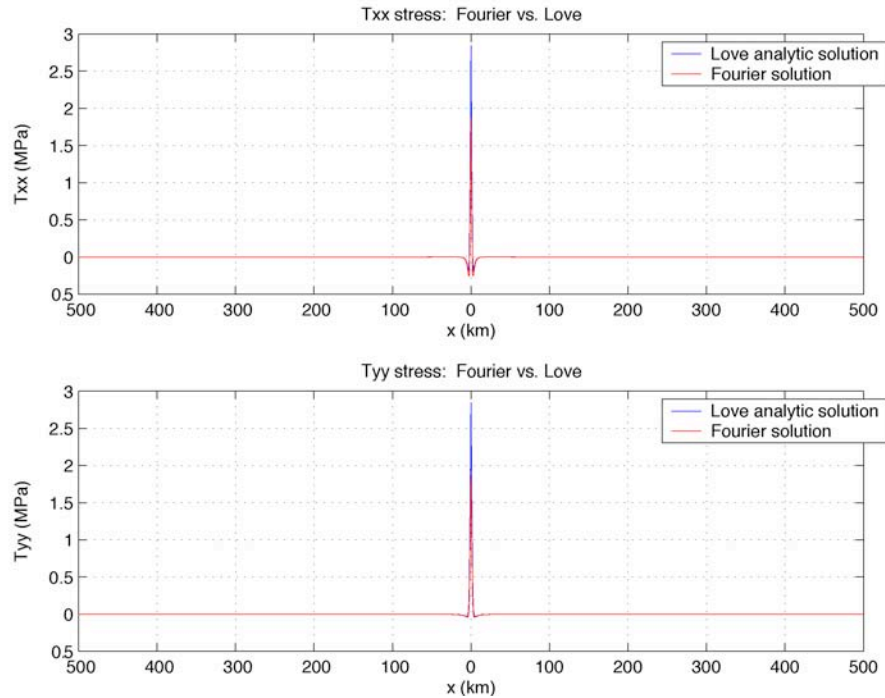 Txx stress: Fourier vs. Love
3
2.5
2
1.5
1
0.5
0
0.5
Txx (MPa)
Love analytic solution
Fourier solution
500 400 300 200 100 0 100 200 300 400 500
x (km)
Tyy stress: Fourier vs. Love
3
2.5
2
1.5
1
0.5
0
0.5
Tyy (MPa)
Love analytic solution
Fourier solution
500 400 300 200 100 0 100 200 300 400 500
x (km)